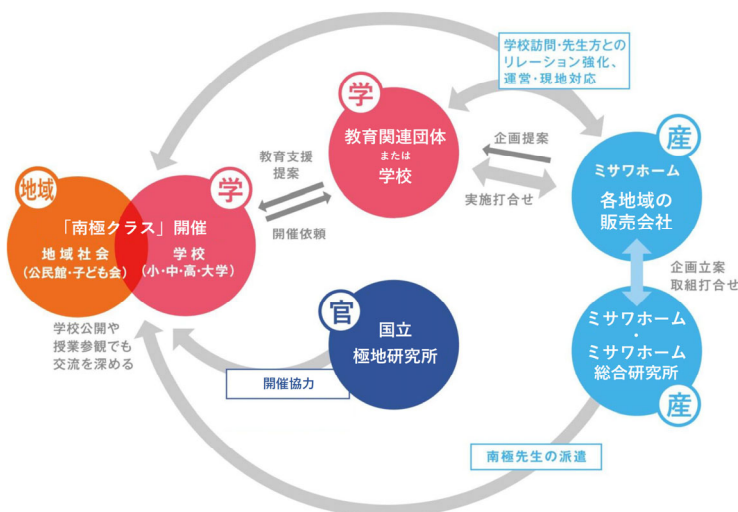 学校訪問・先生方との
リレーション強化、
運営・現地対応
学
教育関連団体
または
学校
企画提案
実施打合せ
産
ミサワホーム
各地域の
販売会社
教育支援
提案
開催依頼
地域
学
「南極クラス」開催
地域社会
(公民館・子ども会)
学校
(小・中・高・大学)
学校公開や
授業参観でも
交流を深める
官
国立
極地研究所
開催協力
企画立案
取組打合せ
ミサワホーム
・
ミサワホーム
総合研究所
産
南極先生の派遣